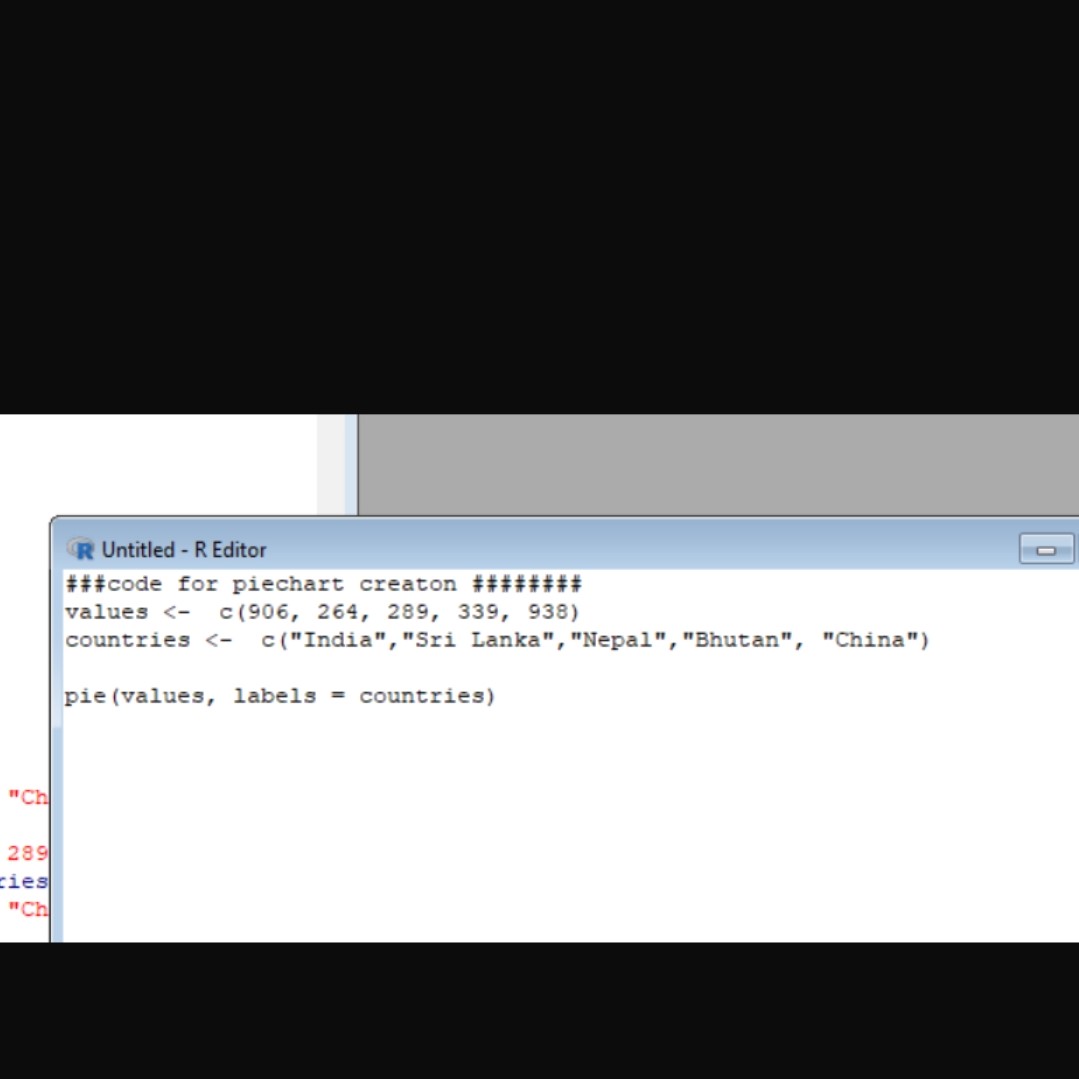 Untitled - R Editor
###code for piechart creaton ########
values <-  c(906, 264, 289, 339, 938)
countries <-  c("India","Sri Lanka","Nepal","Bhutan", "China")
pie(values, labels = countries)
"Ch
289
ries
"Ch